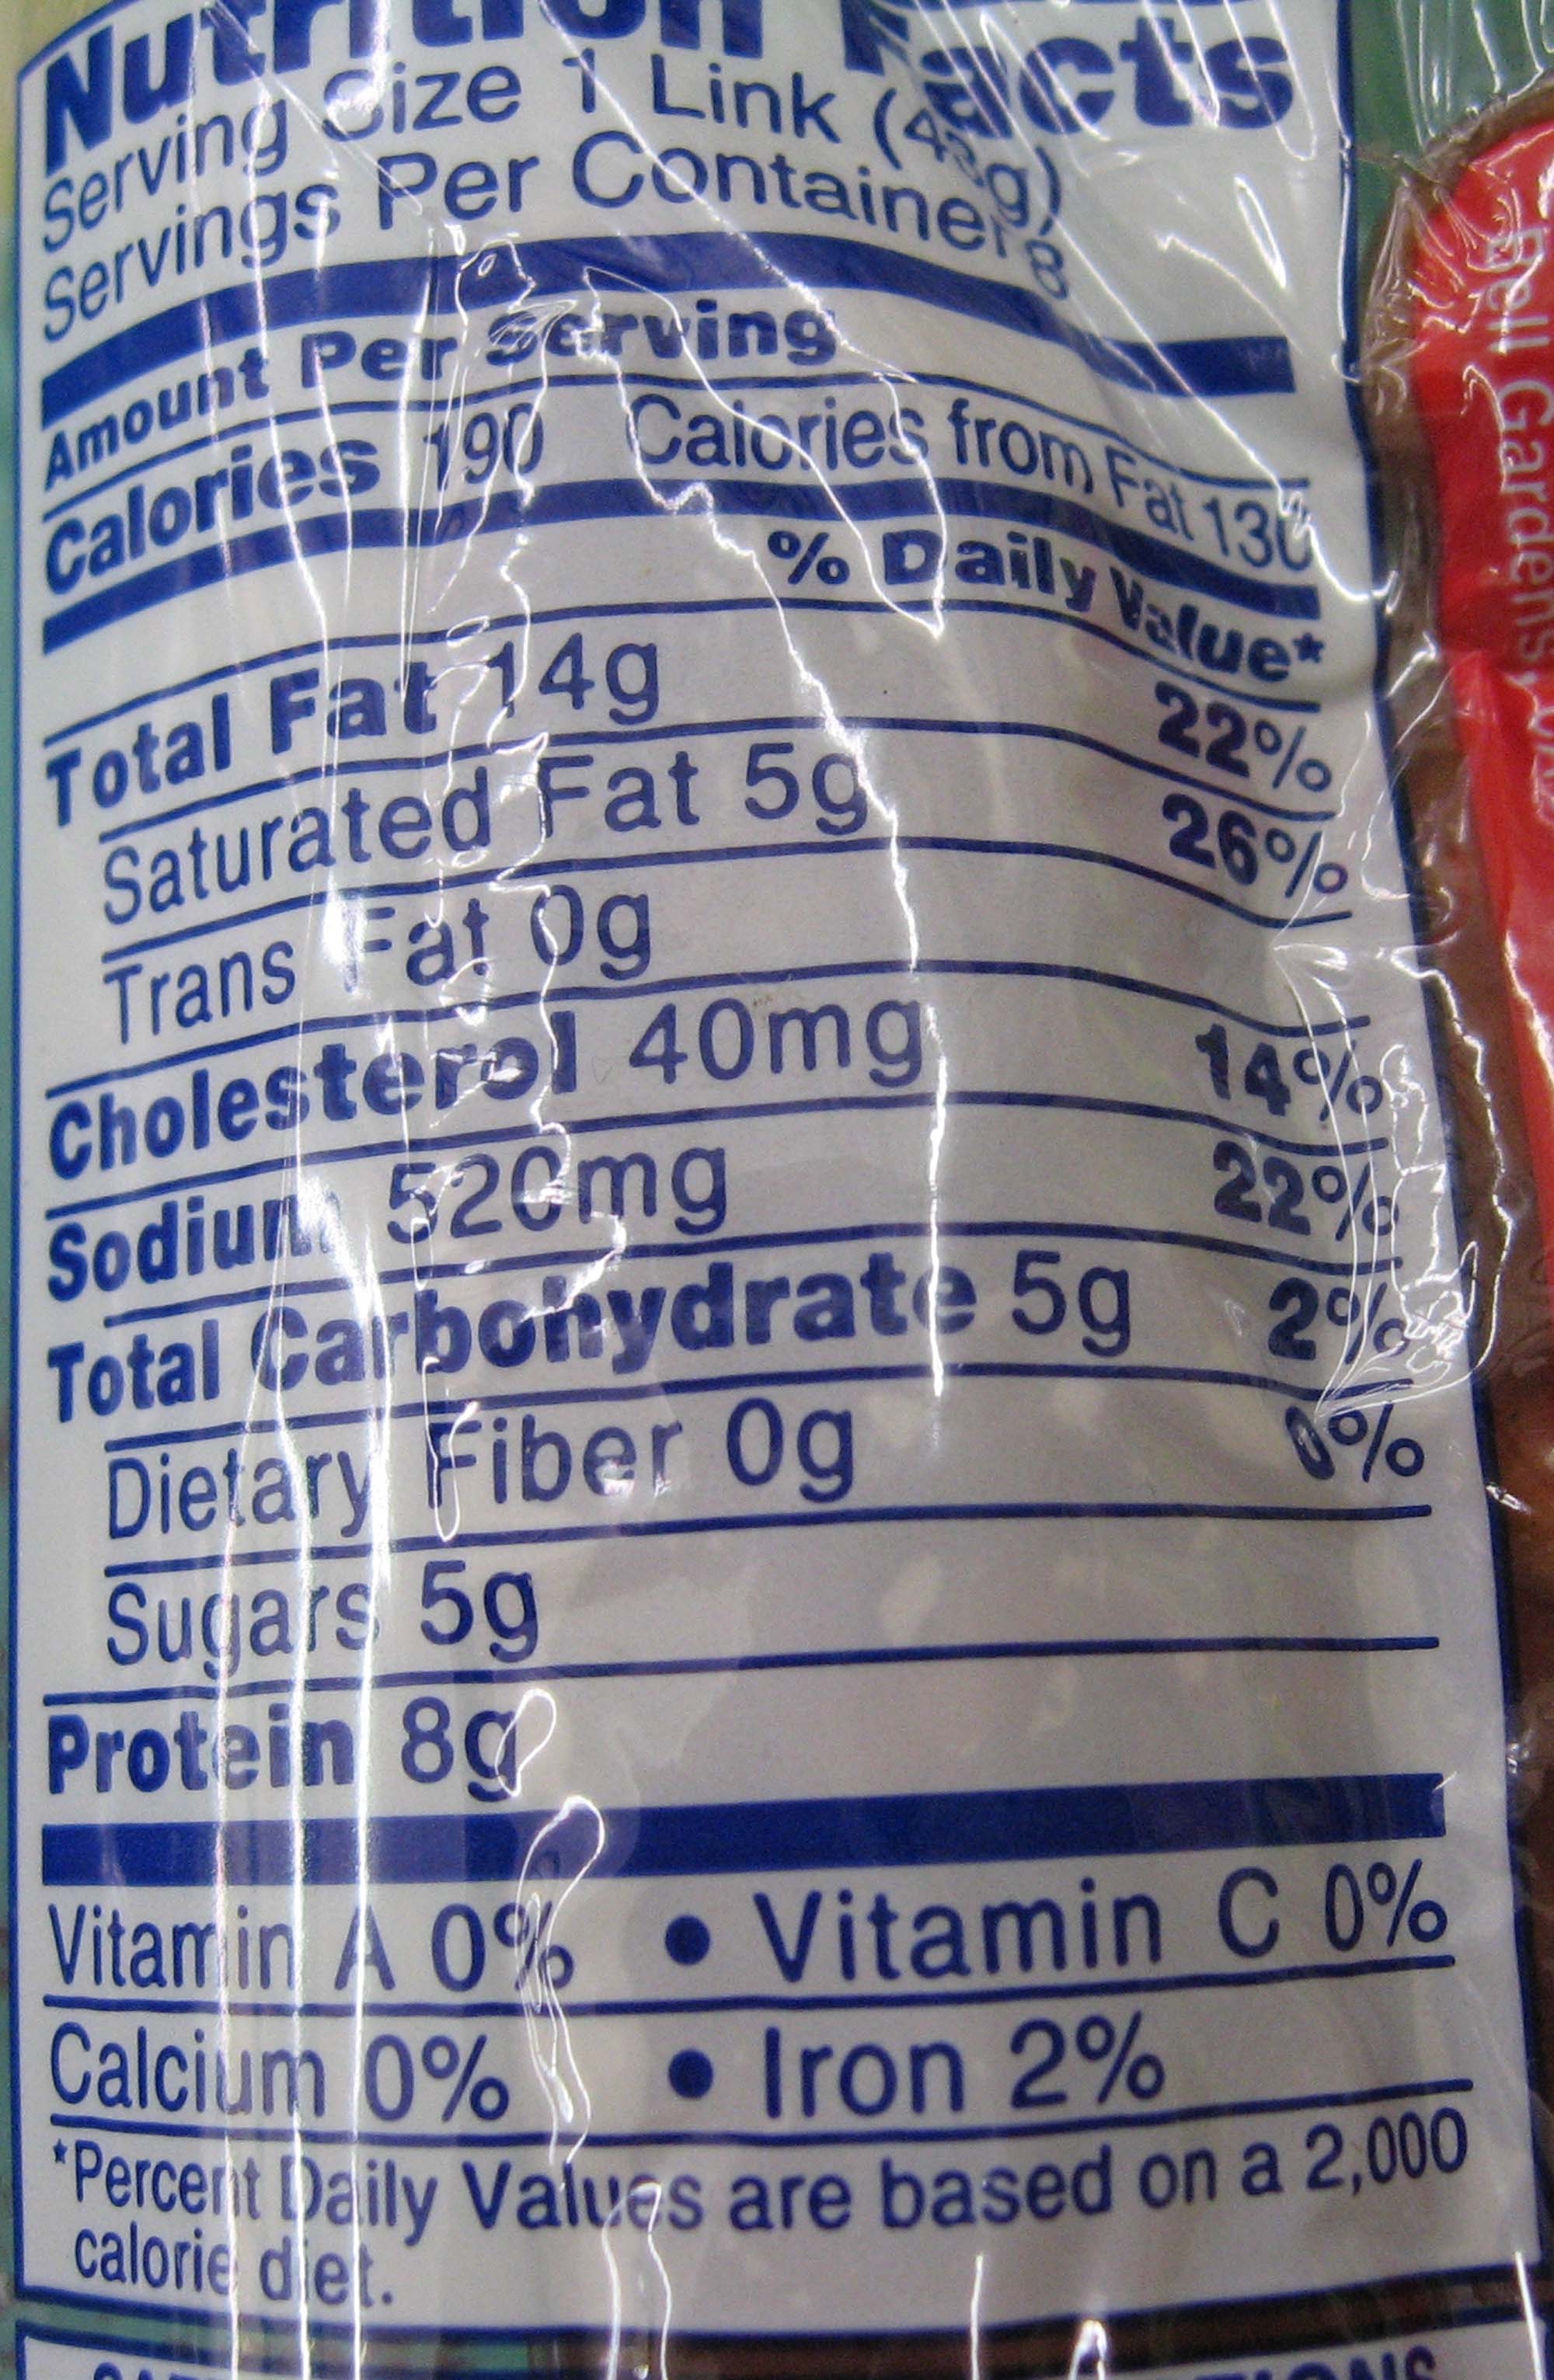 Nutrition Facts
Serving Size 1 Link
Servings Per Container 8
Amount Per Serving
Calories 190 Calories from Fat 130
% Daily Value*
Total Fat 14g 22%
Saturated Fat 5g 26%
Trans Fat 0g
Cholesterol 40mg 14%
Sodium 520mg 22%
Total Carbohydrate 5g 2%
Dietary Fiber 0g 0%
Sugars 5g
Protein 8g
Vitamin A 0% • Vitamin C 0%
Calcium 0% • Iron 2%
*Percent Daily Values are based on a 2,000
calorie diet.
Bell Gardens,